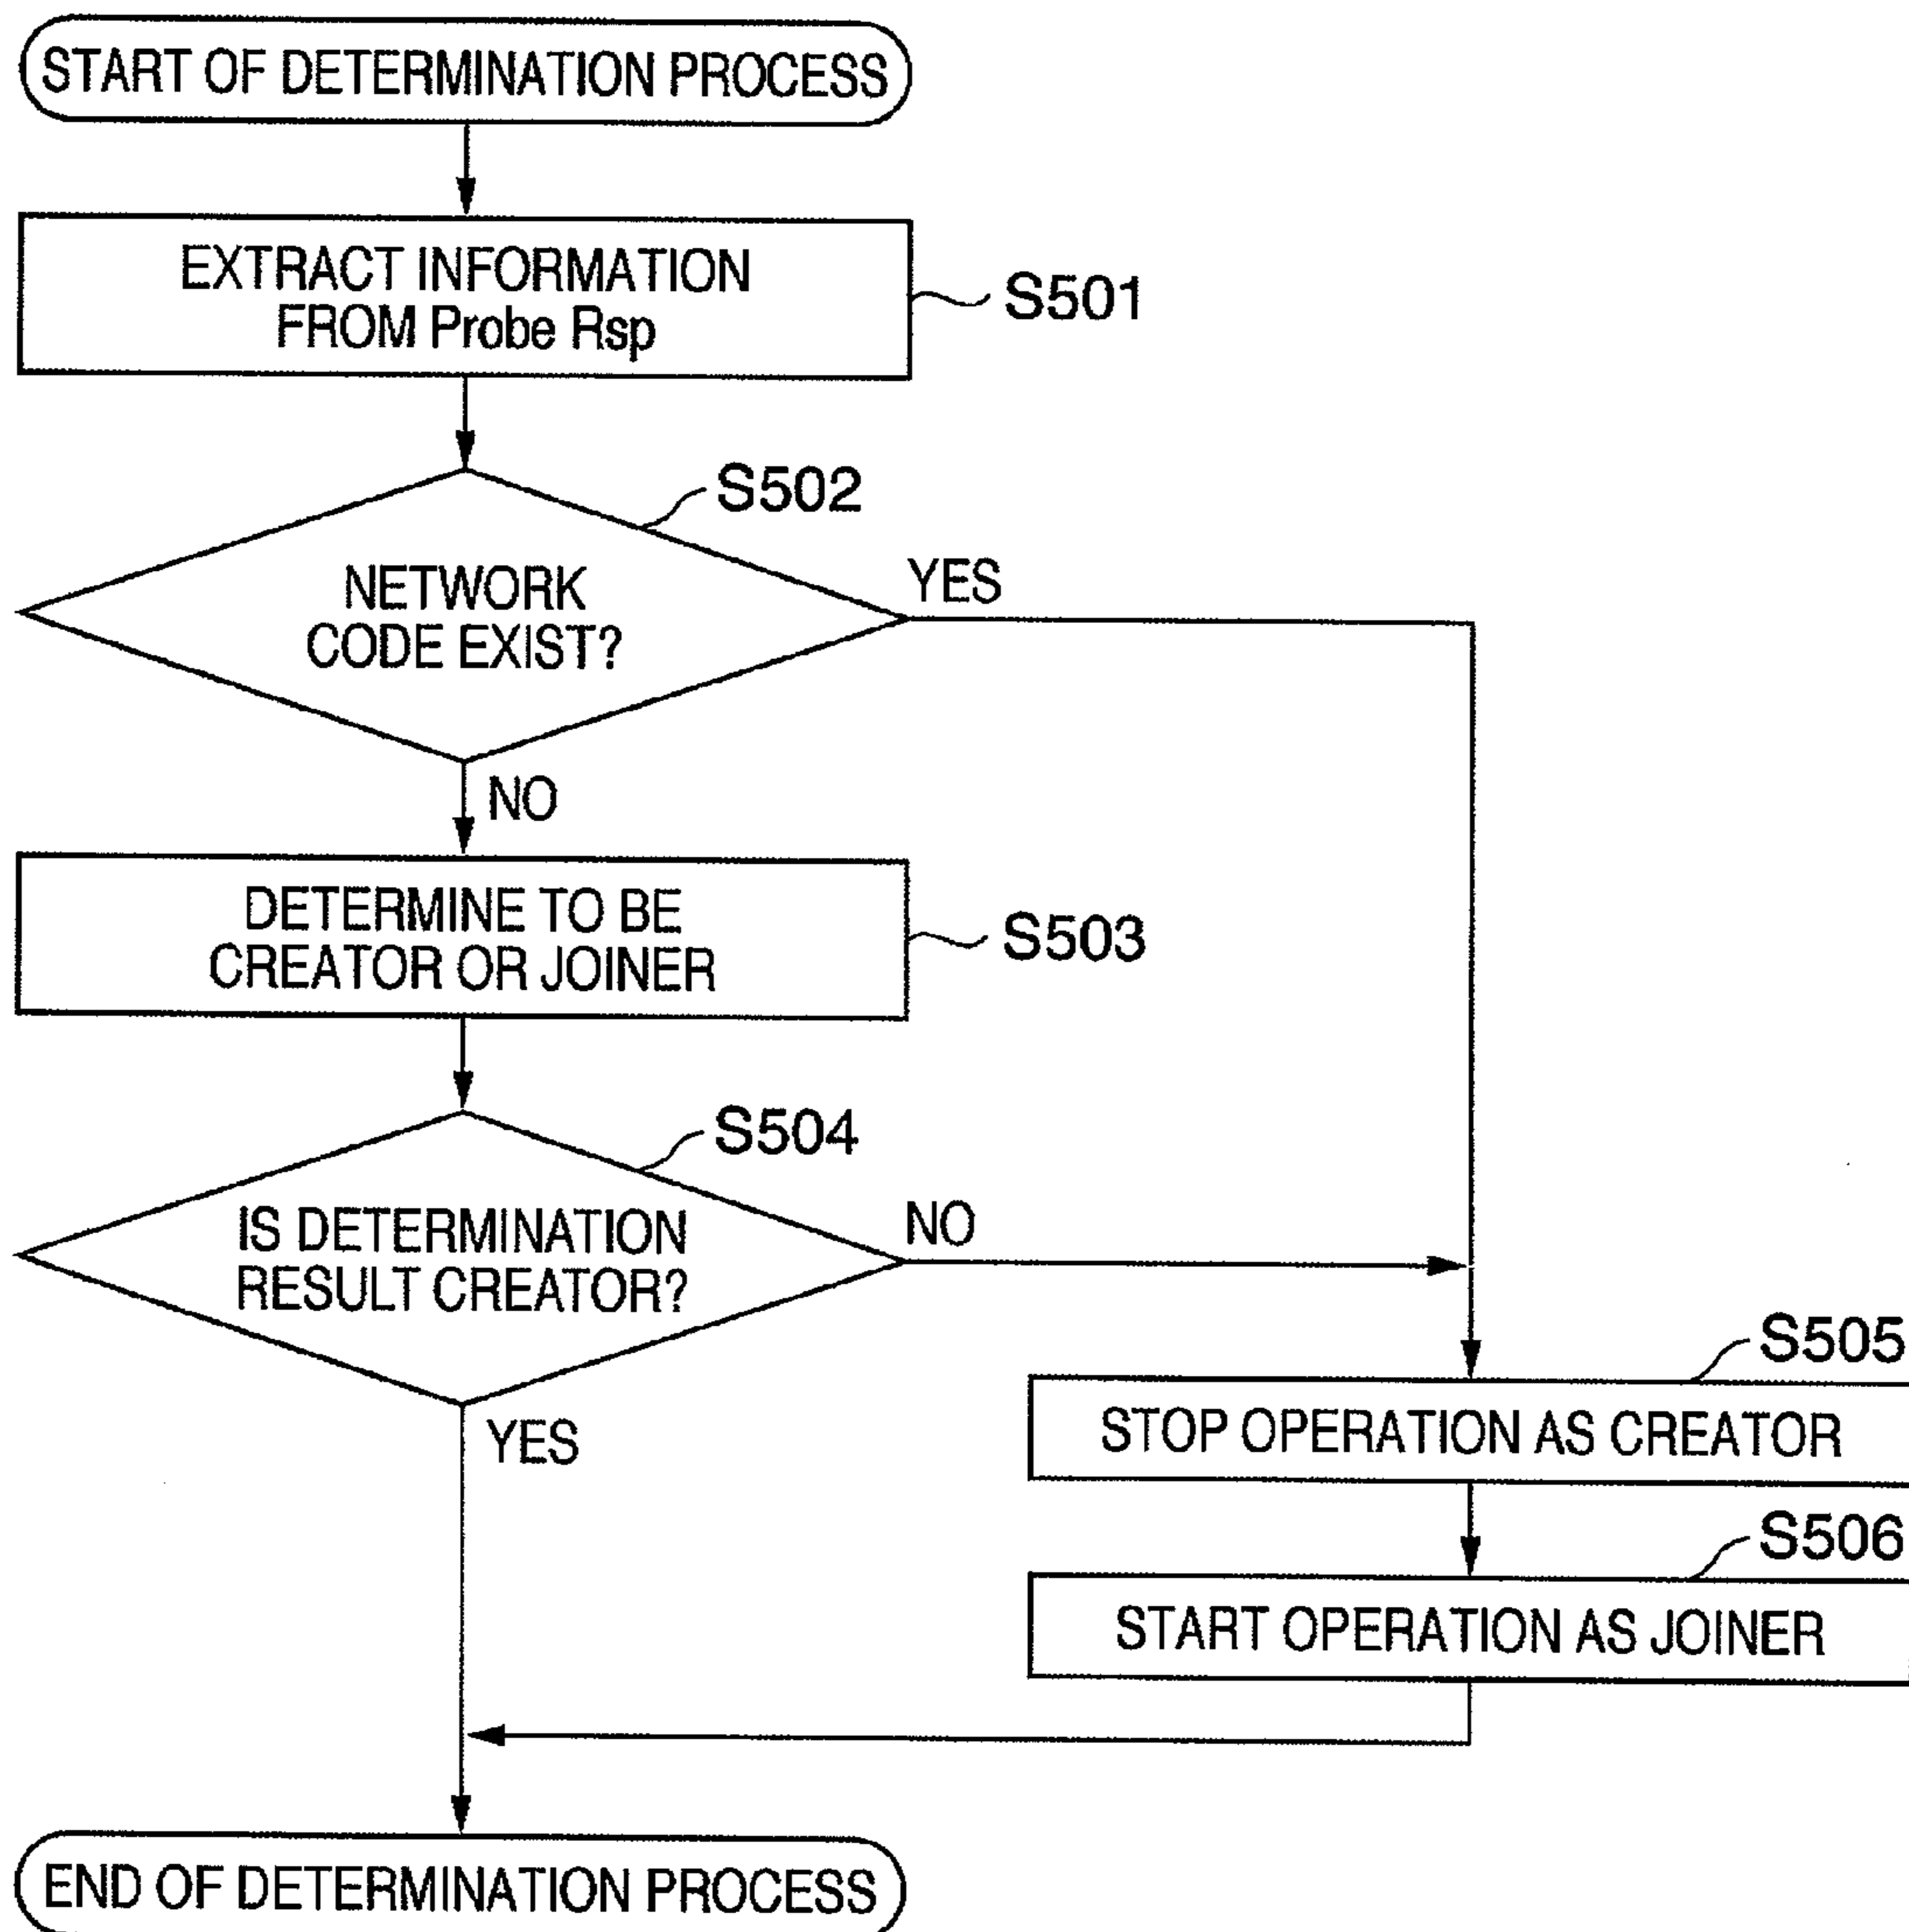 START OF DETERMINATION PROCESS
EXTRACT INFORMATION
FROM Probe Rsp
S501
S502
NETWORK
CODE EXIST?
YES
NO
DETERMINE TO BE
CREATOR OR JOINER
S503
S504
IS DETERMINATION
RESULT CREATOR?
NO
YES
S505
STOP OPERATION AS CREATOR
S506
START OPERATION AS JOINER
END OF DETERMINATION PROCESS